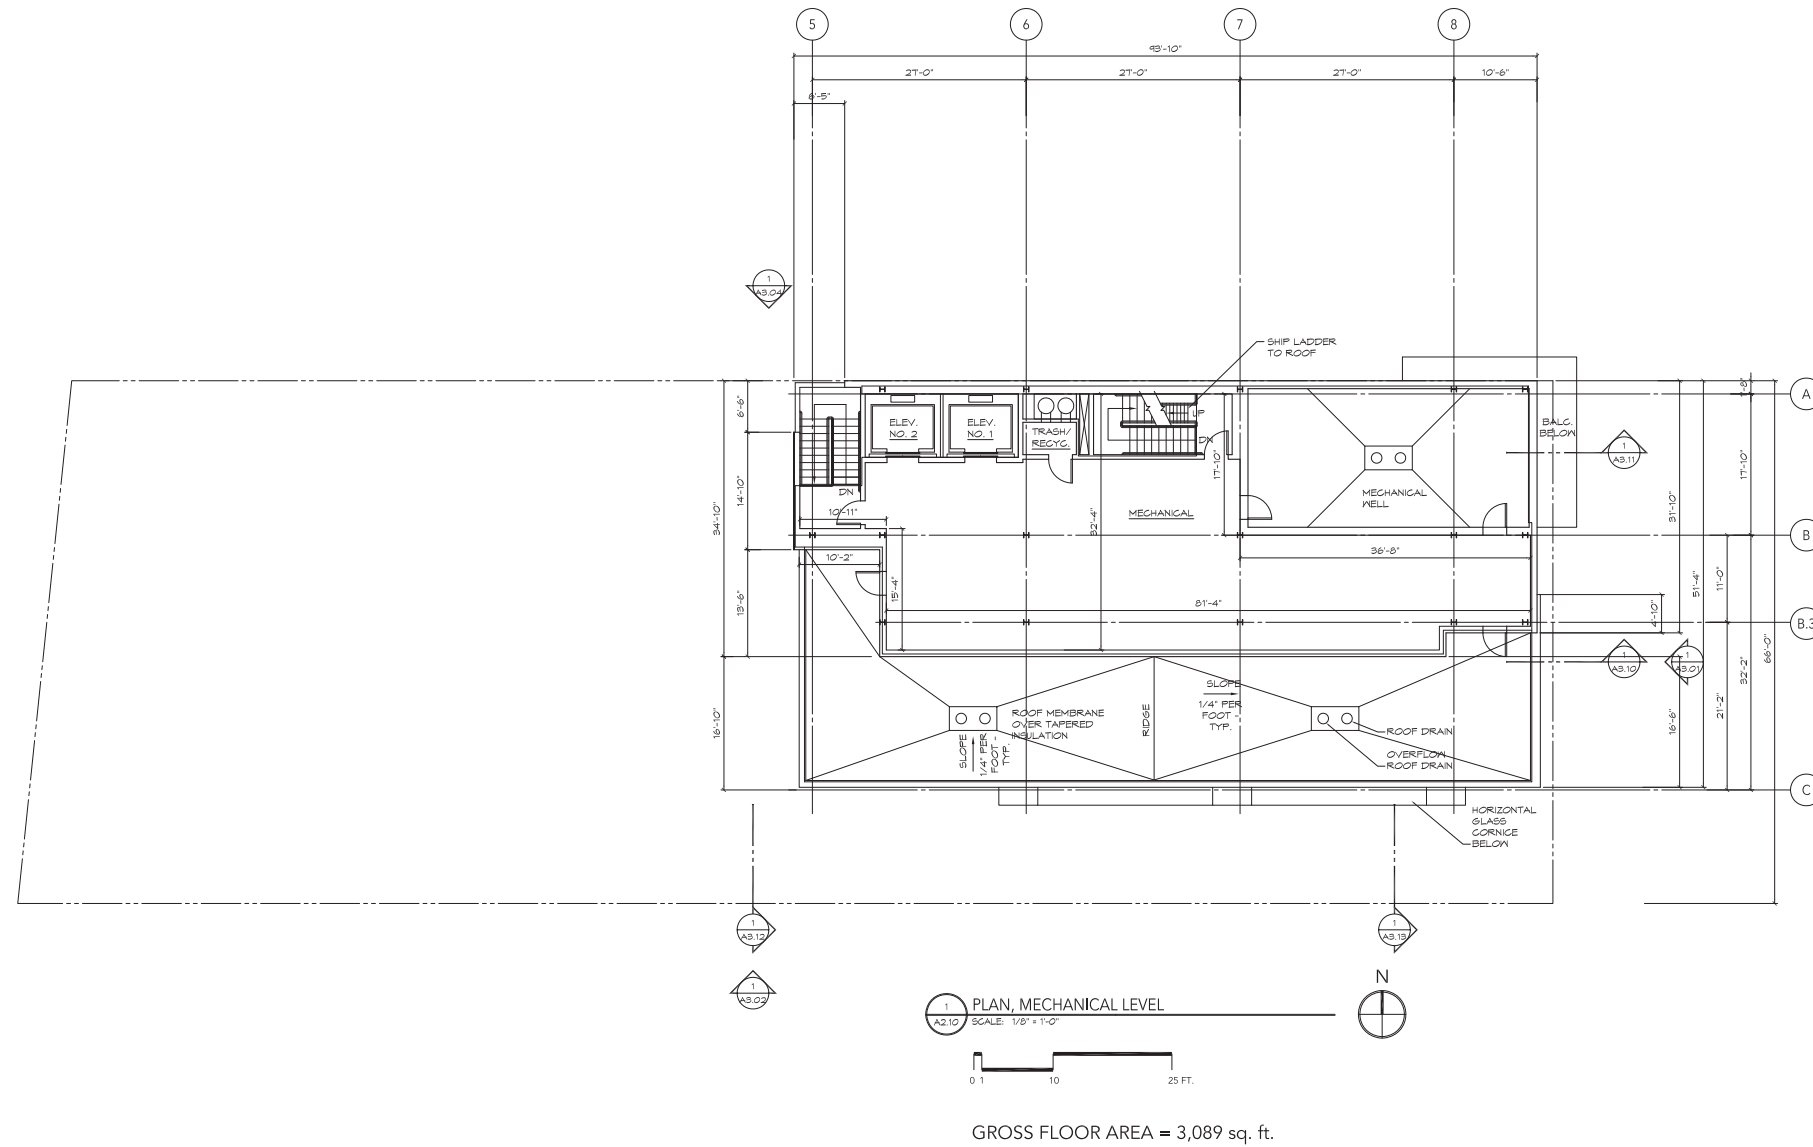 5
6
7
8
93'-10"
27'-0"
27'-0"
27'-0"
10'-6"
6'-5"
1
A3.04
SHIP LADDER
TO ROOF
1'-8"
A
6'-6"
ELEV.
NO. 2
ELEV.
NO. 1
TRASH/
RECYC.
UP
DN
BALC.
BELOW
1
A3.11
17'-10"
17'-10"
14'-10"
34'-10"
DN
10'-11"
32'-4"
MECHANICAL
MECHANICAL
WELL
31'-10"
B
10'-2"
36'-8"
15'-4"
13'-6"
81'-4"
51'-4"
11'-0"
4'-10"
B.3
66'-0"
1
A3.10
1
A3.01
32'-2"
21'-2"
16'-6"
16'-10"
SLOPE
1/4" PER
FOOT -
TYP.
RIDGE
ROOF MEMBRANE
OVER TAPERED
INSULATION
SLOPE
1/4" PER
FOOT -
TYP.
ROOF DRAIN
OVERFLOW
ROOF DRAIN
C
HORIZONTAL
GLASS
CORNICE
BELOW
1
A3.12
1
A3.13
1
A3.02
N
1
A2.10
PLAN, MECHANICAL LEVEL
SCALE: 1/8" = 1'-0"
0 1 10 25 FT.
GROSS FLOOR AREA = 3,089 sq. ft.